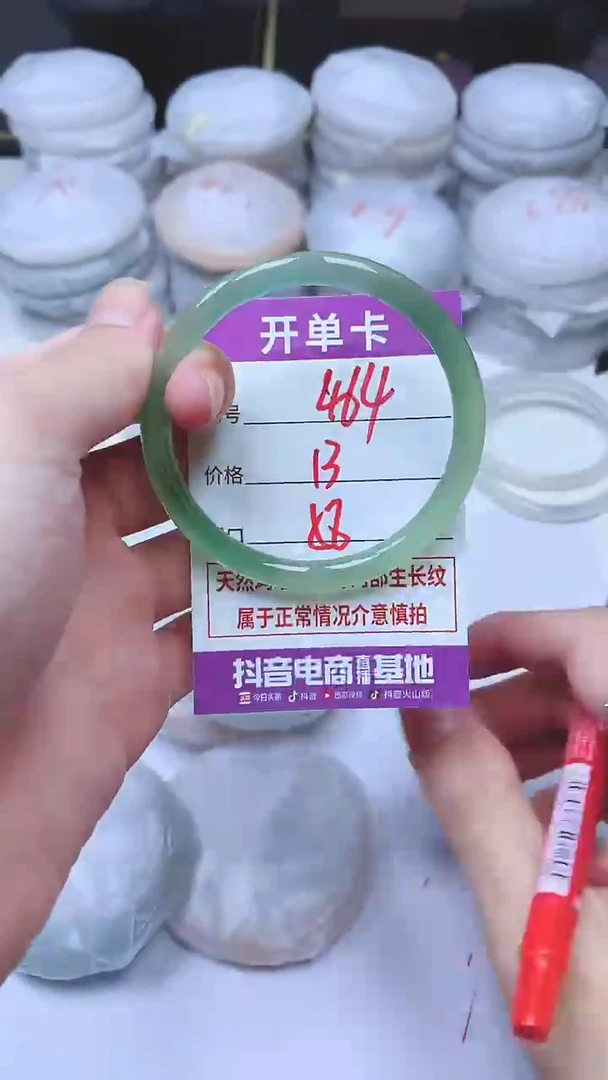 开单卡
号 464
价格 13
天然 部生长纹
属于正常情况介意慎拍
抖音电商直播基地
今日头条 抖音 西瓜视频 抖音火山版